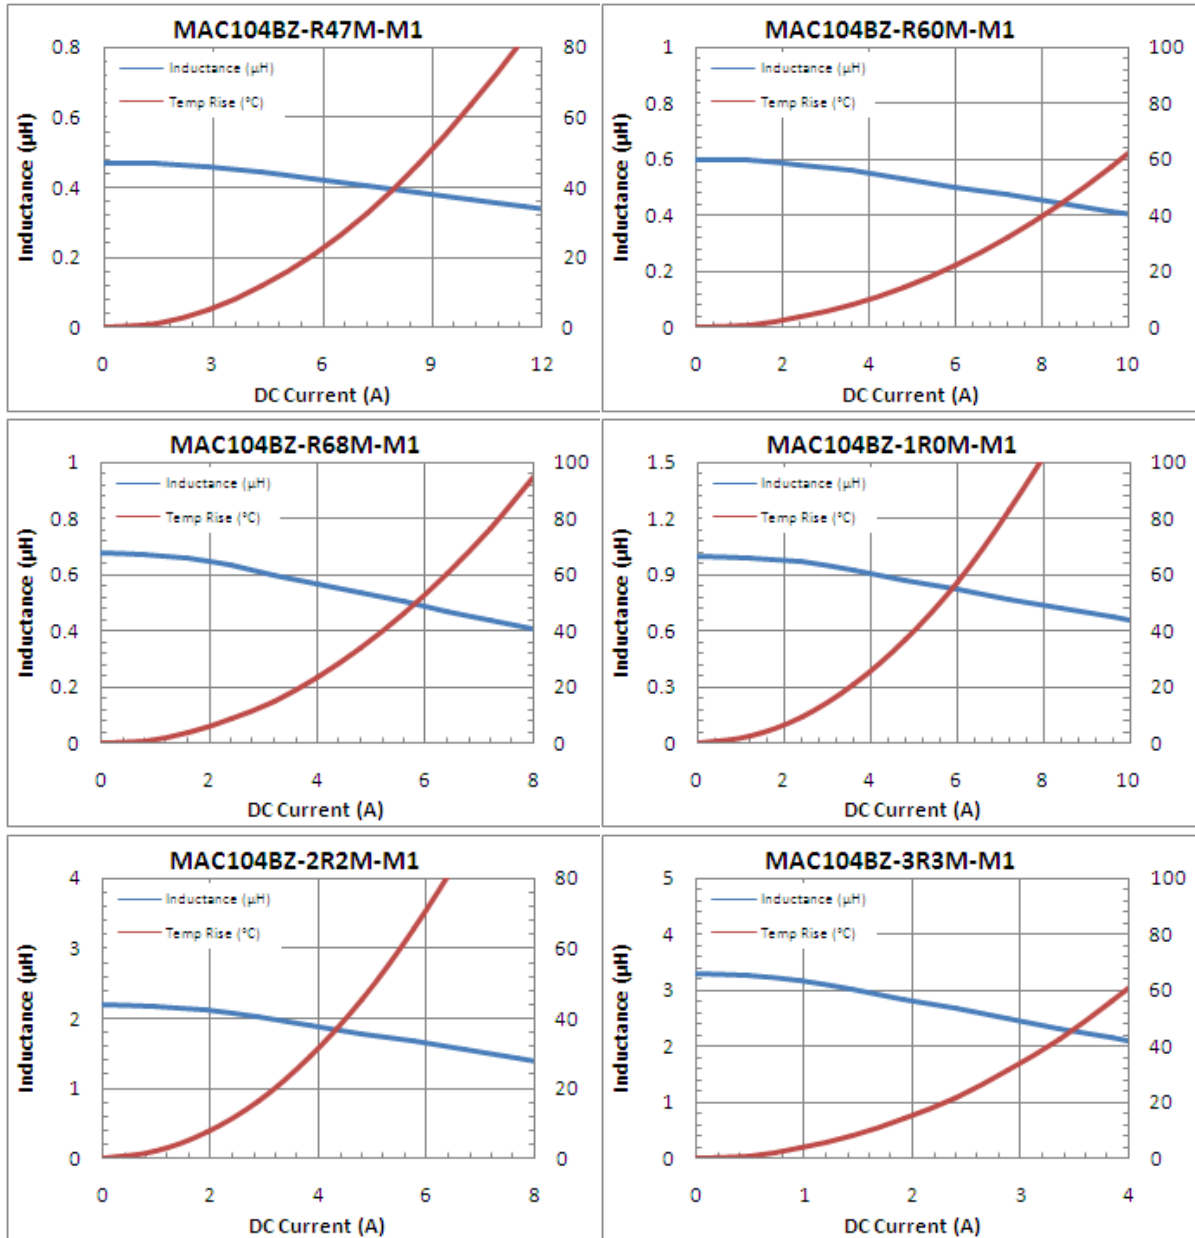 MAC104BZ-R47M-M1
0.8
0.6
0.4
0.2
0
80
60
40
20
0
Inductance (µH)
Temp Rise (°C)
Inductance (µH)
0 3 6 9 12
DC Current (A)
MAC104BZ-R60M-M1
1
0.8
0.6
0.4
0.2
0
100
80
60
40
20
0
Inductance (µH)
Temp Rise (°C)
Inductance (µH)
0 2 4 6 8 10
DC Current (A)
MAC104BZ-R68M-M1
1
0.8
0.6
0.4
0.2
0
100
80
60
40
20
0
Inductance (µH)
Temp Rise (°C)
Inductance (µH)
0 2 4 6 8
DC Current (A)
MAC104BZ-1R0M-M1
1.5
1.2
0.9
0.6
0.3
0
100
80
60
40
20
0
Inductance (µH)
Temp Rise (°C)
Inductance (µH)
0 2 4 6 8 10
DC Current (A)
MAC104BZ-2R2M-M1
4
3
2
1
0
80
60
40
20
0
Inductance (µH)
Temp Rise (°C)
Inductance (µH)
0 2 4 6 8
DC Current (A)
MAC104BZ-3R3M-M1
5
4
3
2
1
0
100
80
60
40
20
0
Inductance (µH)
Temp Rise (°C)
Inductance (µH)
0 1 2 3 4
DC Current (A)